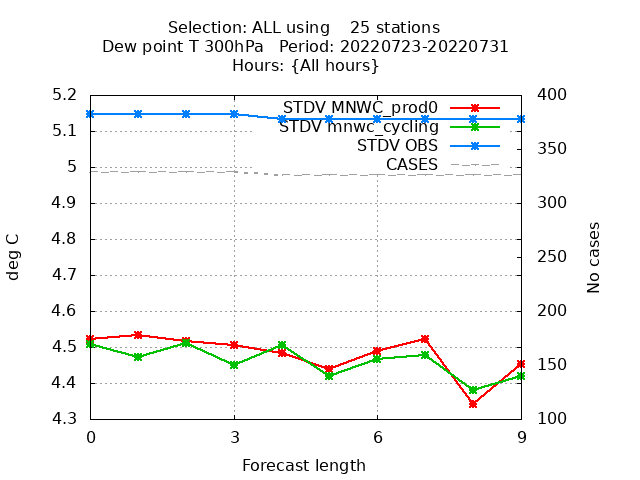 Selection: ALL using    25 stations
Dew point T 300hPa   Period: 20220723-20220731
Hours: {All hours}
STDV MNWC_prod0
STDV mnwc_cycling
STDV OBS
CASES
deg C
5.2
5.1
5
4.9
4.8
4.7
4.6
4.5
4.4
4.3
No cases
400
350
300
250
200
150
100
0 3 6 9
Forecast length